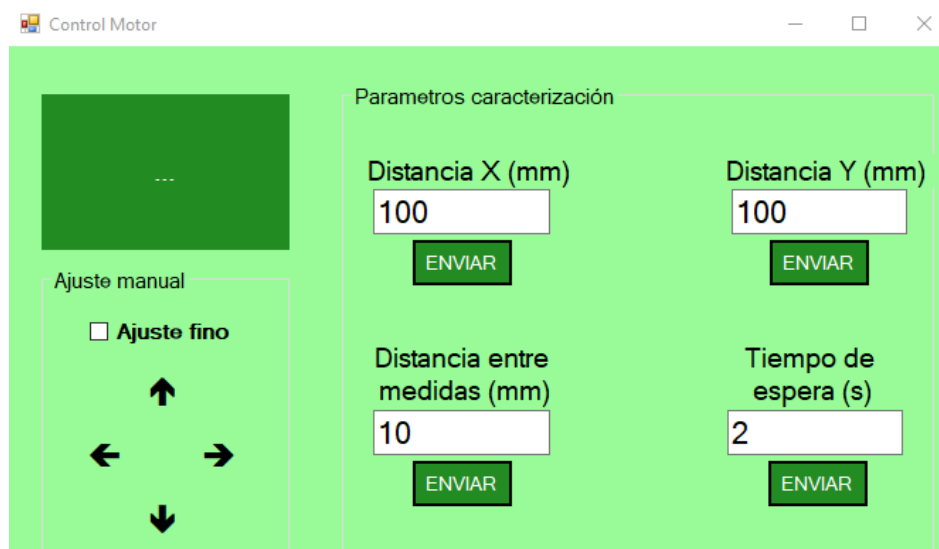 Control Motor
---
Ajuste manual
Ajuste fino
Parametros caracterización
Distancia X (mm)
100
ENVIAR
Distancia Y (mm)
100
ENVIAR
Distancia entre
medidas (mm)
10
ENVIAR
Tiempo de
espera (s)
2
ENVIAR